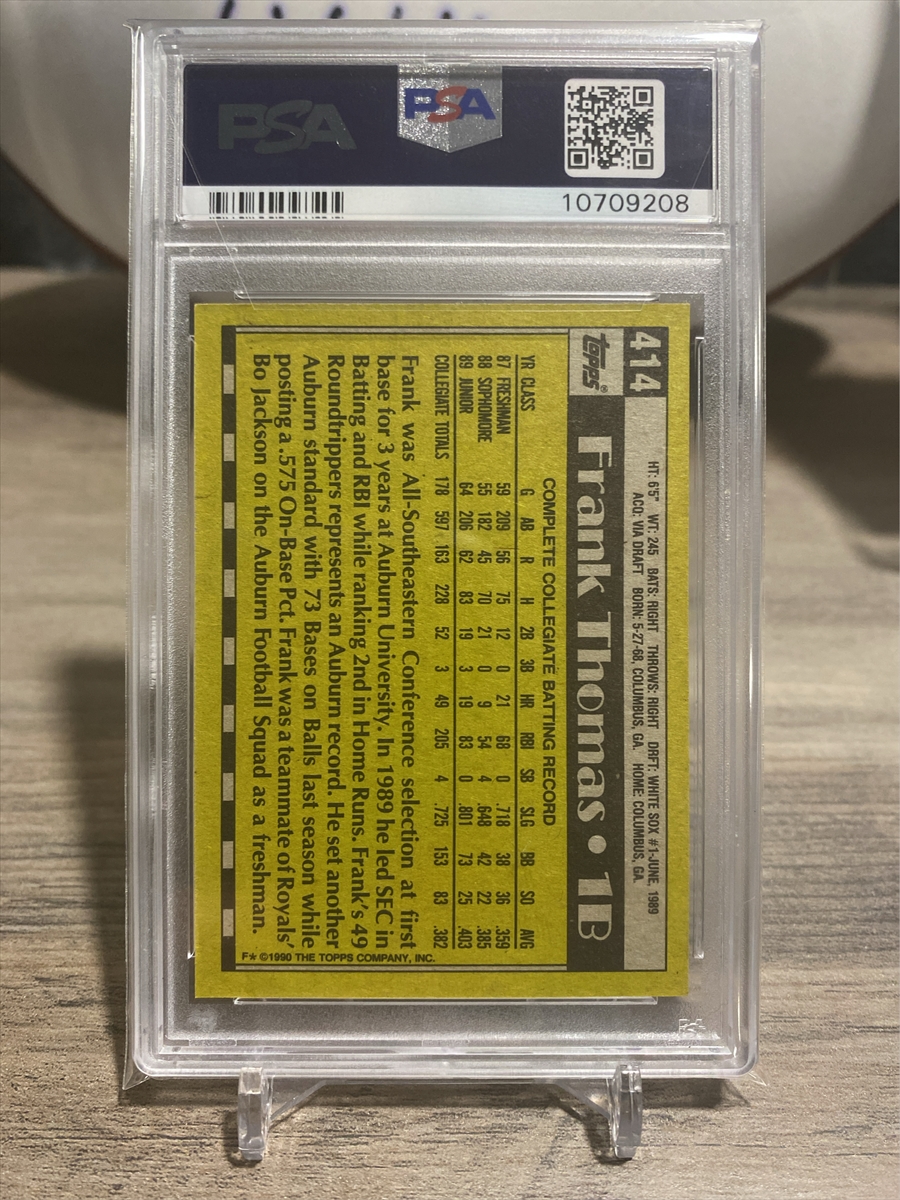 PSA
PSA
10709208
414
topps®
HT: 6'5" WT: 245 BATS: RIGHT THROWS: RIGHT DRFT: WHITE SOX #1-JUNE, 1989
ACQ: VIA DRAFT BORN: 5-27-68, COLUMBUS, GA. HOME: COLUMBUS, GA.
Frank Thomas • 1B
COMPLETE COLLEGIATE BATTING RECORD
YR CLASS G AB R H 2B 3B HR RBI SB SLG BB SO AVG
87 FRESHMAN 59 209 56 75 12 0 21 68 0 .718 38 36 .359
88 SOPHOMORE 55 182 45 70 21 0 9 54 4 .648 42 22 .385
89 JUNIOR 64 206 62 83 19 3 19 83 0 .801 73 25 .403
COLLEGIATE TOTALS 178 597 163 228 52 3 49 205 4 .725 153 83 .382
Frank was All-Southeastern Conference selection at first
base for 3 years at Auburn University. In 1989 he led SEC in
Batting and RBI while ranking 2nd in Home Runs. Frank's 49
Roundtrippers represents an Auburn record. He set another
Auburn standard with 73 Bases on Balls last season while
posting a .575 On-Base Pct. Frank was a teammate of Royals'
Bo Jackson on the Auburn Football Squad as a freshman.
F* ©1990 THE TOPPS COMPANY, INC.